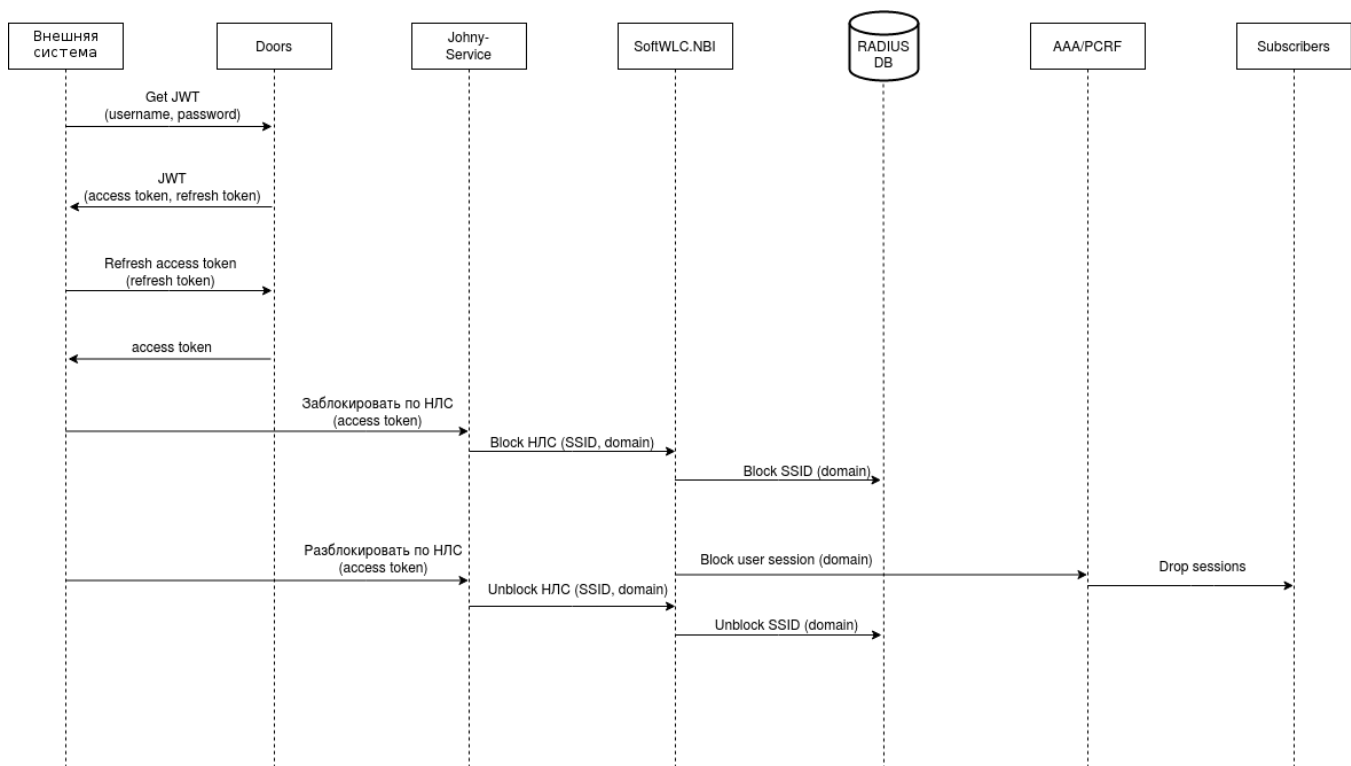 Внешняя
система
Doors
Johny-
Service
SoftWLC.NBI
RADIUS
DB
AAA/PCRF
Subscribers
Get JWT
(username, password)
JWT
(access token, refresh token)
Refresh access token
(refresh token)
access token
Заблокировать по НЛС
(access token)
Block НЛС (SSID, domain)
Block SSID (domain)
Разблокировать по НЛС
(access token)
Block user session (domain)
Drop sessions
Unblock НЛС (SSID, domain)
Unblock SSID (domain)